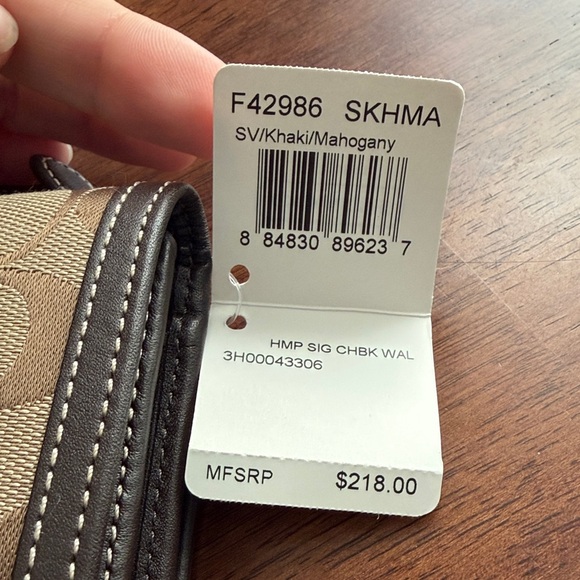 F42986 SKHMA
SV/Khaki/Mahogany
8 84830 89623 7
HMP SIG CHBK WAL
3H00043306
MFSRP $218.00